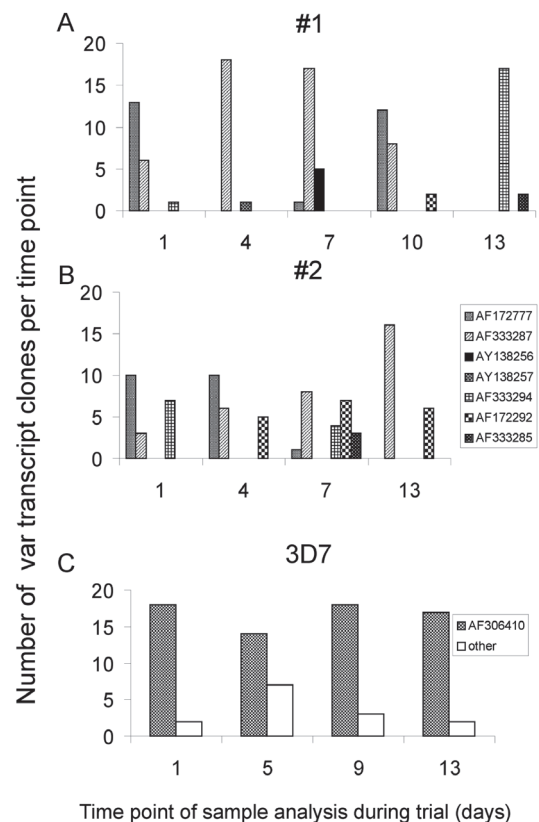 A
#1
20
15
10
5
0
1 4 7 10 13
B
#2
20
15
10
5
0
1 4 7 13
AF172777
AF333287
AY138256
AY138257
AF333294
AF172292
AF333285
C
3D7
20
15
10
5
0
1 5 9 13
AF306410
other
Number of var transcript clones per time point
Time point of sample analysis during trial (days)